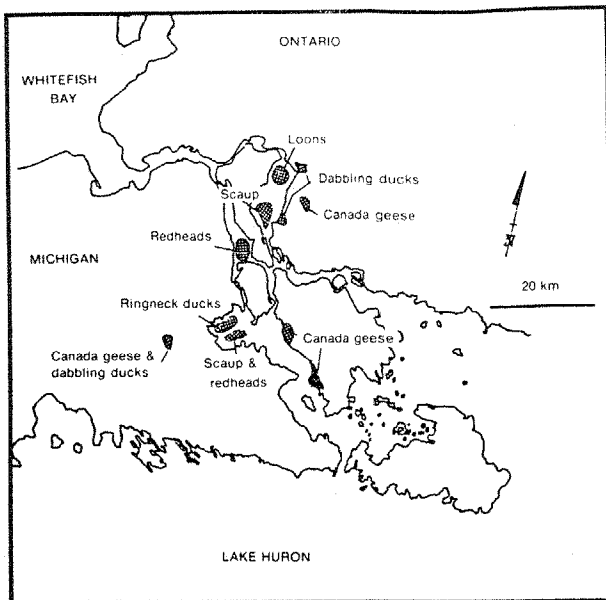 ONTARIO
WHITEFISH
BAY
Loons
Dabbling ducks
Scaup
Canada geese
Redheads
MICHIGAN
20 km
Ringneck ducks
Canada geese
Canada geese &
dabbling ducks
Scaup &
redheads
LAKE HURON